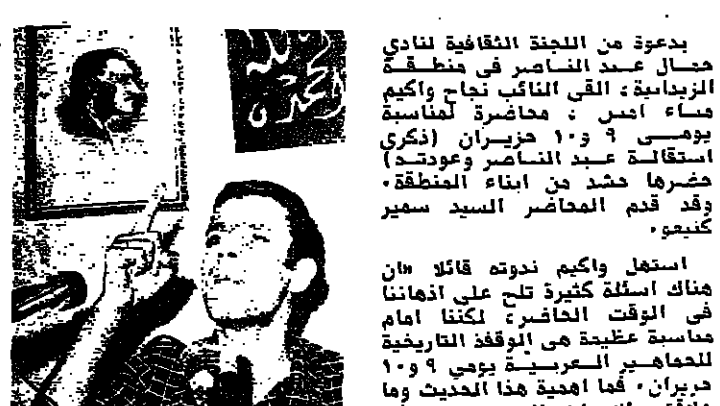 الله
محمد
بدعوة من اللجنة الثقافية لنادي
جمال عبد الناصر في منطقة
الزيدانية، القى النائب نجاح واكيم
مساء امس ، محاضرة لمناسبة
يومي ٩ و١٠ حزيران (ذكرى
استقالة عبد الناصر وعودته)
حضرها حشد من ابناء المنطقة.
وقد قدم المحاضر السيد سمير
كنيعو.
استهل واكيم ندوته قائلا «ان
هناك اسئلة كثيرة تلح على اذهاننا
في الوقت الحاضر، لكننا امام
مناسبة عظيمة هي الوقفة التاريخية
للجماهير العربية يومي ٩ و١٠
حزيران. فما اهمية هذا الحديث وما